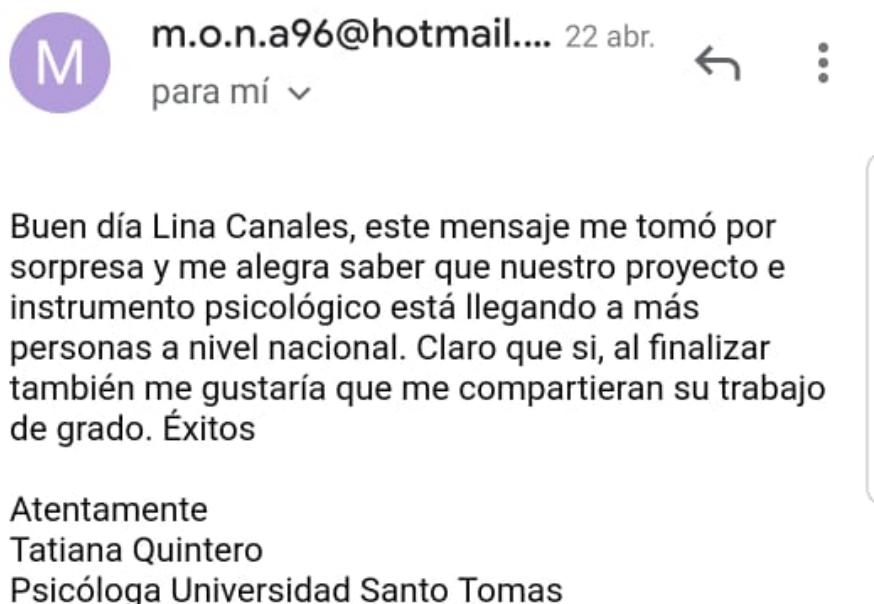 M
m.o.n.a96@hotmail.... 22 abr.
para mí
Buen día Lina Canales, este mensaje me tomó por
sorpresa y me alegra saber que nuestro proyecto e
instrumento psicológico está llegando a más
personas a nivel nacional. Claro que si, al finalizar
también me gustaría que me compartieran su trabajo
de grado. Éxitos
Atentamente
Tatiana Quintero
Psicóloga Universidad Santo Tomas